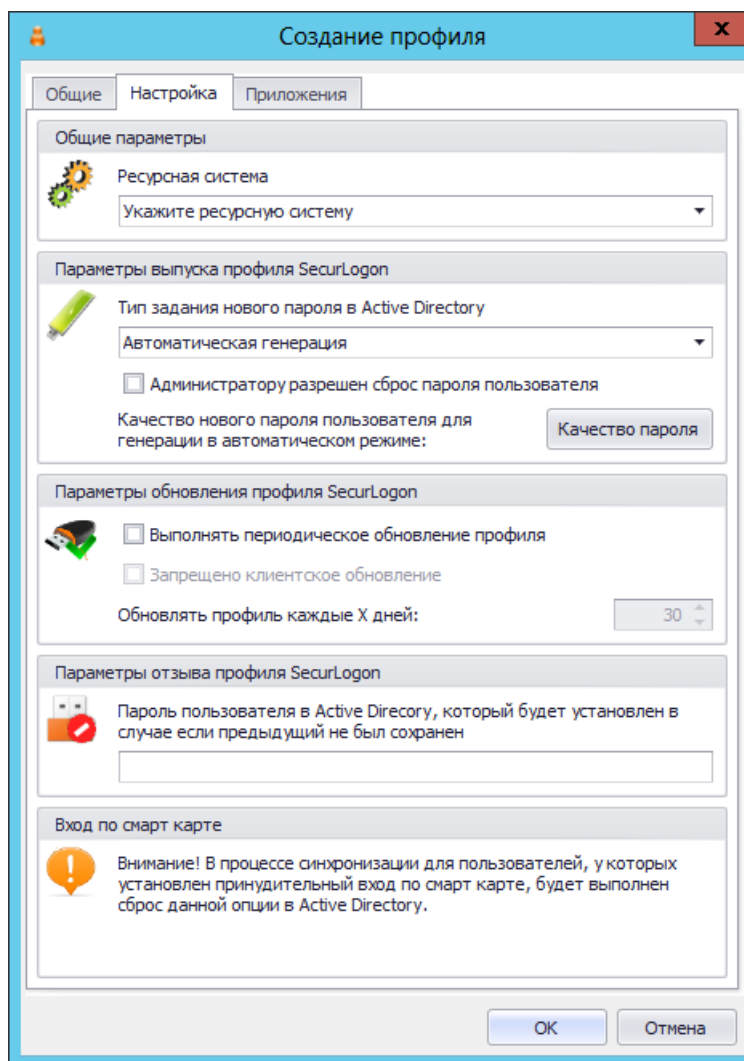 Создание профиля
x
Общие
Настройка
Приложения
Общие параметры
Ресурсная система
Укажите ресурсную систему
Параметры выпуска профиля SecurLogon
Тип задания нового пароля в Active Directory
Автоматическая генерация
Администратору разрешен сброс пароля пользователя
Качество нового пароля пользователя для
генерации в автоматическом режиме:
Качество пароля
Параметры обновления профиля SecurLogon
Выполнять периодическое обновление профиля
Запрещено клиентское обновление
Обновлять профиль каждые X дней:
30
Параметры отзыва профиля SecurLogon
Пароль пользователя в Active Direcory, который будет установлен в
случае если предыдущий не был сохранен
Вход по смарт карте
Внимание! В процессе синхронизации для пользователей, у которых
установлен принудительный вход по смарт карте, будет выполнен
сброс данной опции в Active Directory.
OK
Отмена